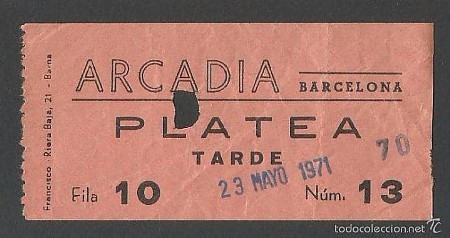 ARCADIA BARCELONA
PLATEA
TARDE
23 MAYO 1971
70
Fila 10 Núm. 13
Francisco - Riera Baja, 21 - Barna
todocoleccion.net